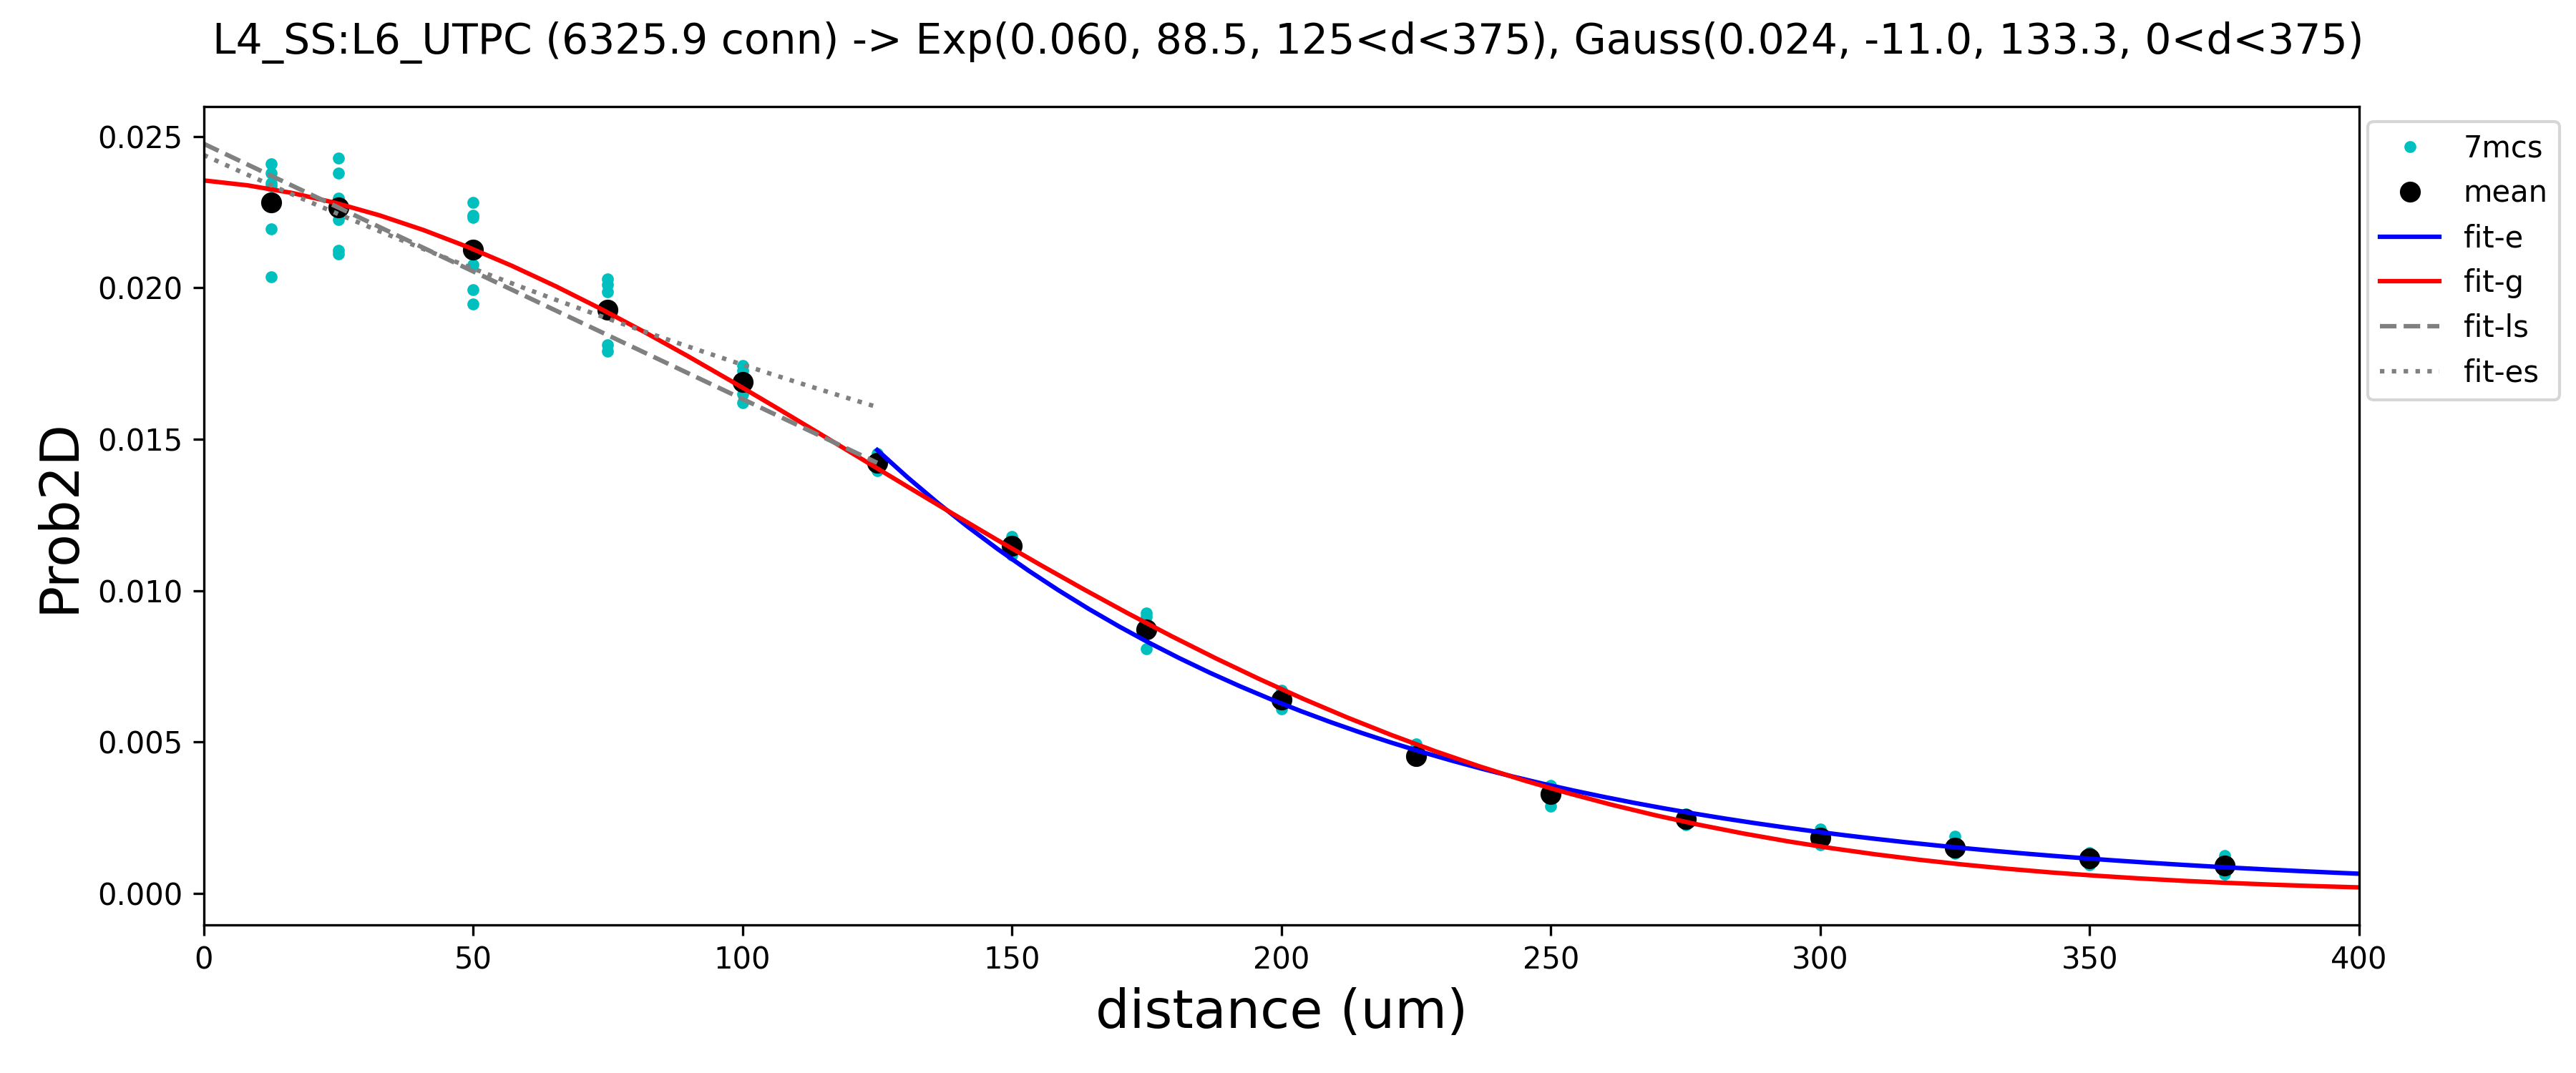 L4_SS:L6_UTPC (6325.9 conn) -> Exp(0.060, 88.5, 125<d<375), Gauss(0.024, -11.0, 133.3, 0<d<375)
0.025
0.020
0.015
0.010
0.005
0.000
Prob2D
7mcs
mean
fit-e
fit-g
fit-ls
fit-es
0 50 100 150 200 250 300 350 400
distance (um)